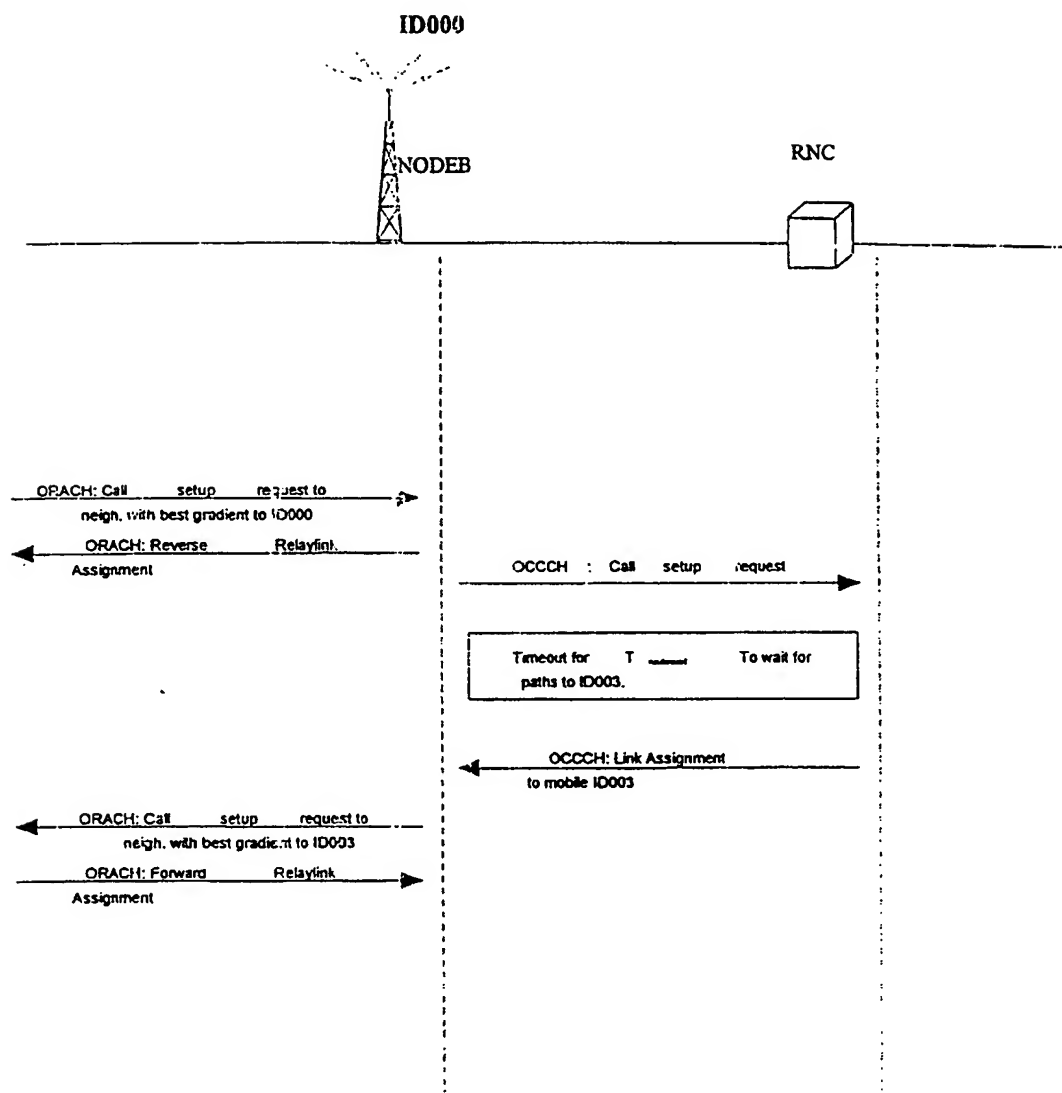 ID000
NODEB
RNC
ORACH: Call setup request to
neigh. with best gradient to ID000
ORACH: Reverse Relaylink
Assignment
OCCCH : Call setup request
Timeout for T To wait for
paths to ID003.
OCCCH: Link Assignment
to mobile ID003
ORACH: Call setup request to
neigh. with best gradient to ID003
ORACH: Forward Relaylink
Assignment